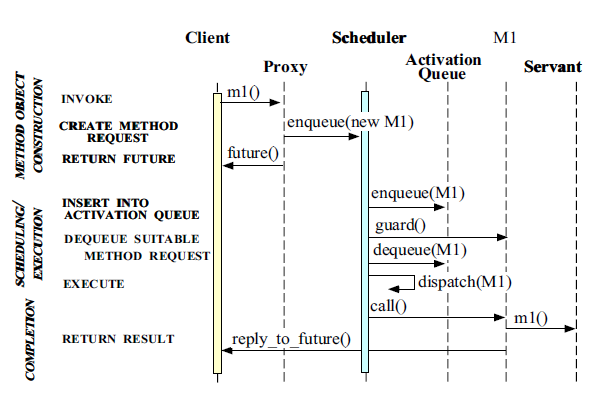 Client
Scheduler
M1
Proxy
Activation
Queue
Servant
METHOD OBJECT
CONSTRUCTION
INVOKE
m1()
CREATE METHOD
REQUEST
enqueue(new M1)
RETURN FUTURE
future()
SCHEDULING/
EXECUTION
INSERT INTO
ACTIVATION QUEUE
enqueue(M1)
DEQUEUE SUITABLE
METHOD REQUEST
guard()
dequeue(M1)
EXECUTE
dispatch(M1)
COMPLETION
call()
m1()
RETURN RESULT
reply_to_future()